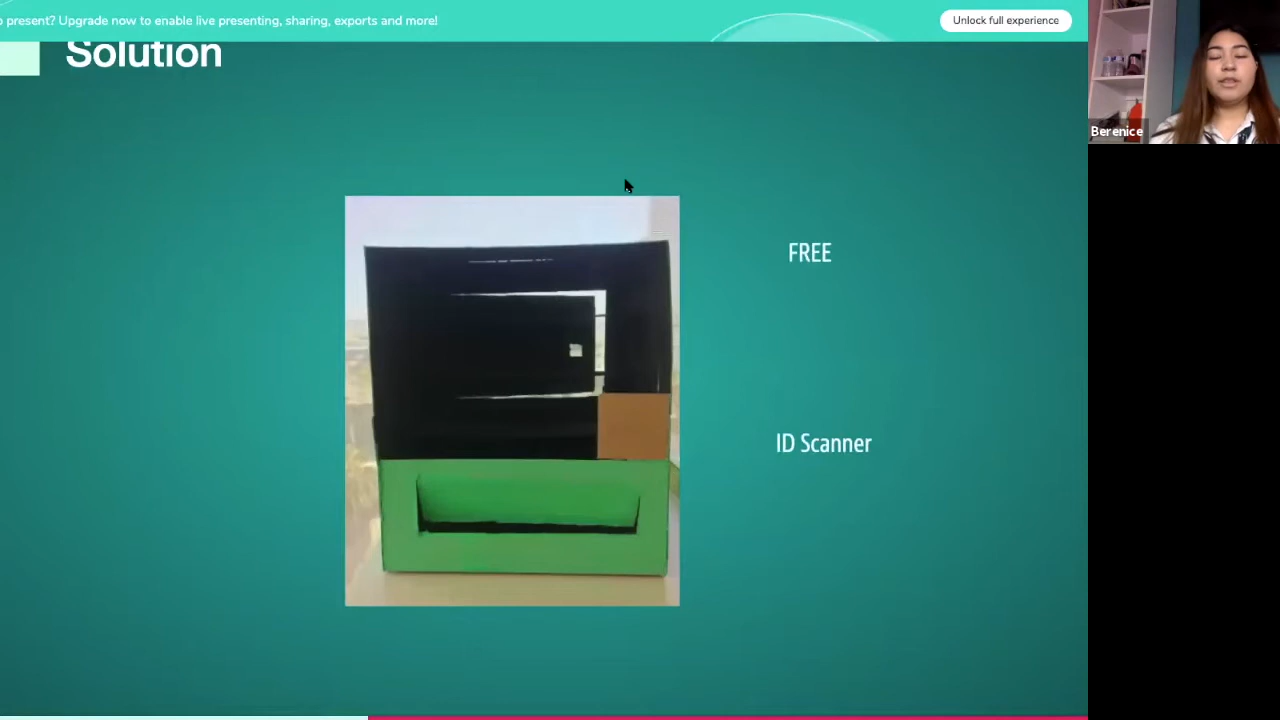 o present? Upgrade now to enable live presenting, sharing, exports and more!
Unlock full experience
Solution
FREE
ID Scanner
Berenice